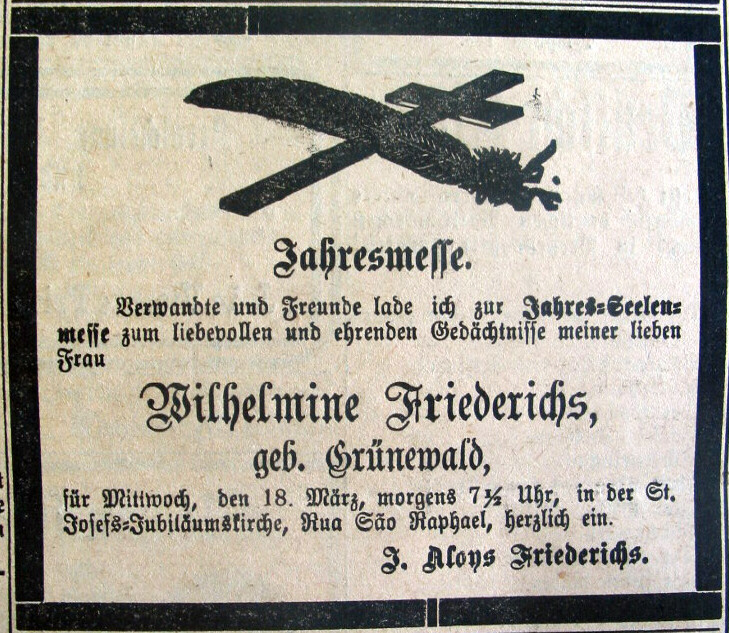 Jahresmesse.
Verwandte und Freunde lade ich zur Jahres=Seelen=
messe zum liebevollen und ehrenden Gedächtnisse meiner lieben
Frau
Wilhelmine Friederichs,
geb. Grünewald,
für Mittwoch, den 18. März, morgens 7½ Uhr, in der St.
Josefs=Jubiläumskirche, Rua São Raphael, herzlich ein.
J. Aloys Friederichs.